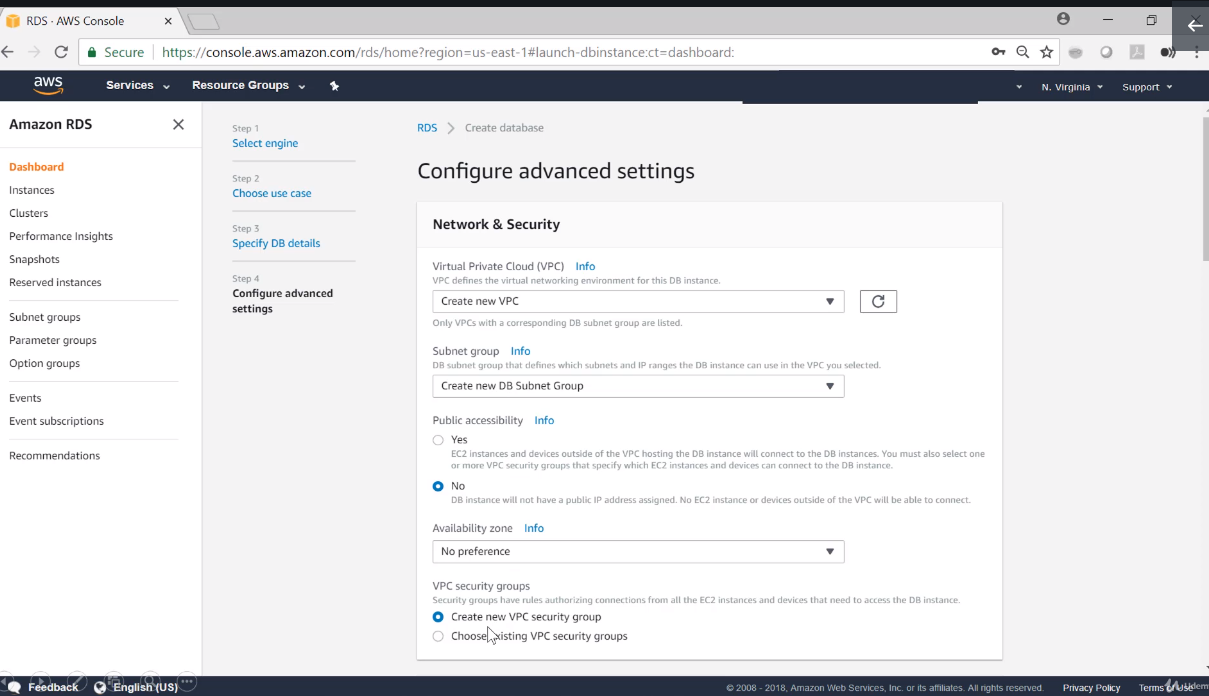 RDS · AWS Console
Secure
https://console.aws.amazon.com/rds/home?region=us-east-1#launch-dbinstance:ct=dashboard:
aws
Services
Resource Groups
N. Virginia
Support
Amazon RDS
Dashboard
Instances
Clusters
Performance Insights
Snapshots
Reserved instances
Subnet groups
Parameter groups
Option groups
Events
Event subscriptions
Recommendations
Step 1
Select engine
Step 2
Choose use case
Step 3
Specify DB details
Step 4
Configure advanced
settings
RDS > Create database
Configure advanced settings
Network & Security
Virtual Private Cloud (VPC) Info
VPC defines the virtual networking environment for this DB instance.
Create new VPC
Only VPCs with a corresponding DB subnet group are listed.
Subnet group Info
DB subnet group that defines which subnets and IP ranges the DB instance can use in the VPC you selected.
Create new DB Subnet Group
Public accessibility Info
Yes
EC2 instances and devices outside of the VPC hosting the DB instance will connect to the DB instances. You must also select one
or more VPC security groups that specify which EC2 instances and devices can connect to the DB instance.
No
DB instance will not have a public IP address assigned. No EC2 instance or devices outside of the VPC will be able to connect.
Availability zone Info
No preference
VPC security groups
Security groups have rules authorizing connections from all the EC2 instances and devices that need to access the DB instance.
Create new VPC security group
Choose existing VPC security groups
Feedback
English (US)
© 2008 - 2018, Amazon Web Services, Inc. or its affiliates. All rights reserved.
Privacy Policy
Terms of Use
Udemy